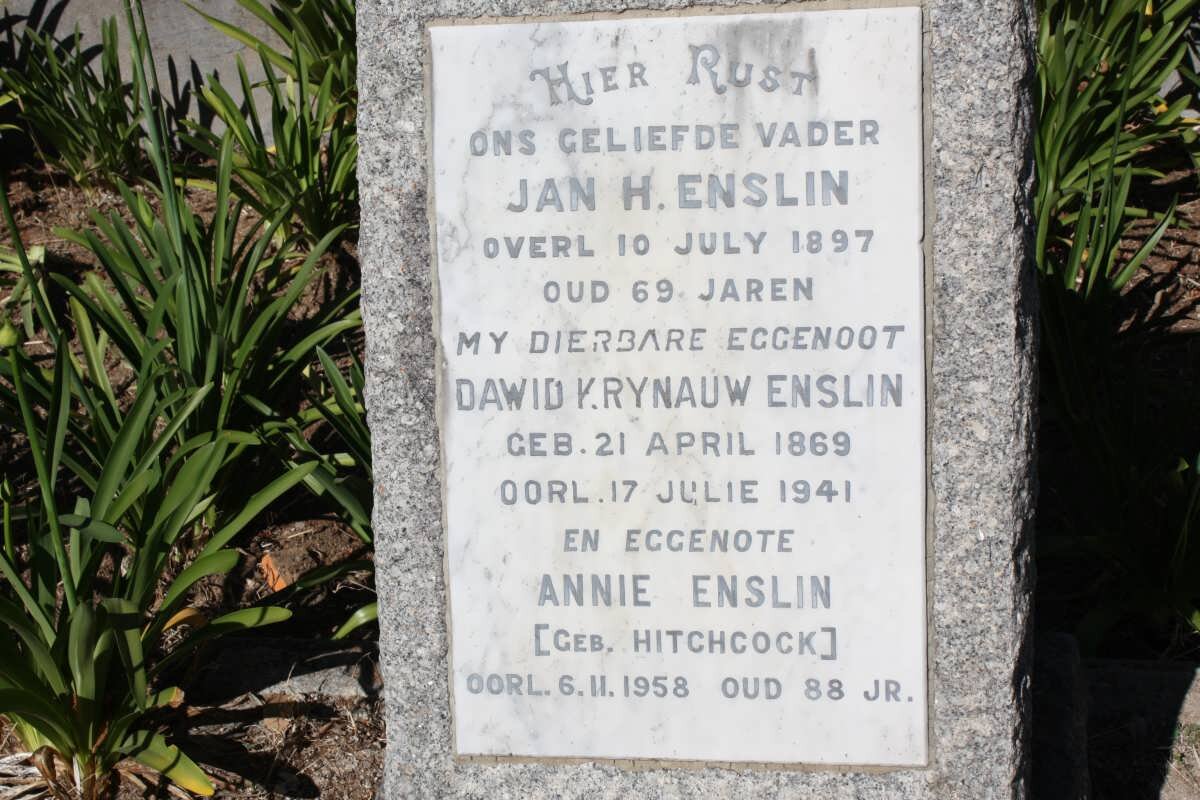 Hier Rust
ONS GELIEFDE VADER
JAN H. ENSLIN
OVERL 10 JULY 1897
OUD 69 JAREN
MY DIERBARE EGGENOOT
DAWID KRYNAUW ENSLIN
GEB. 21 APRIL 1869
OORL. 17 JULIE 1941
EN EGGENOTE
ANNIE ENSLIN
[GEB. HITCHCOCK]
OORL. 6.11.1958 OUD 88 JR.